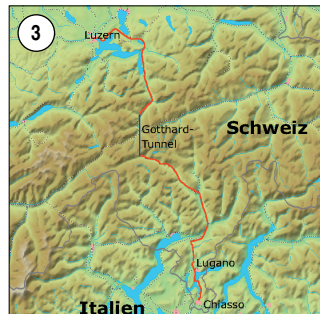 3
Luzern
Gotthard-
Tunnel
Schweiz
Lugano
Chiasso
Italien